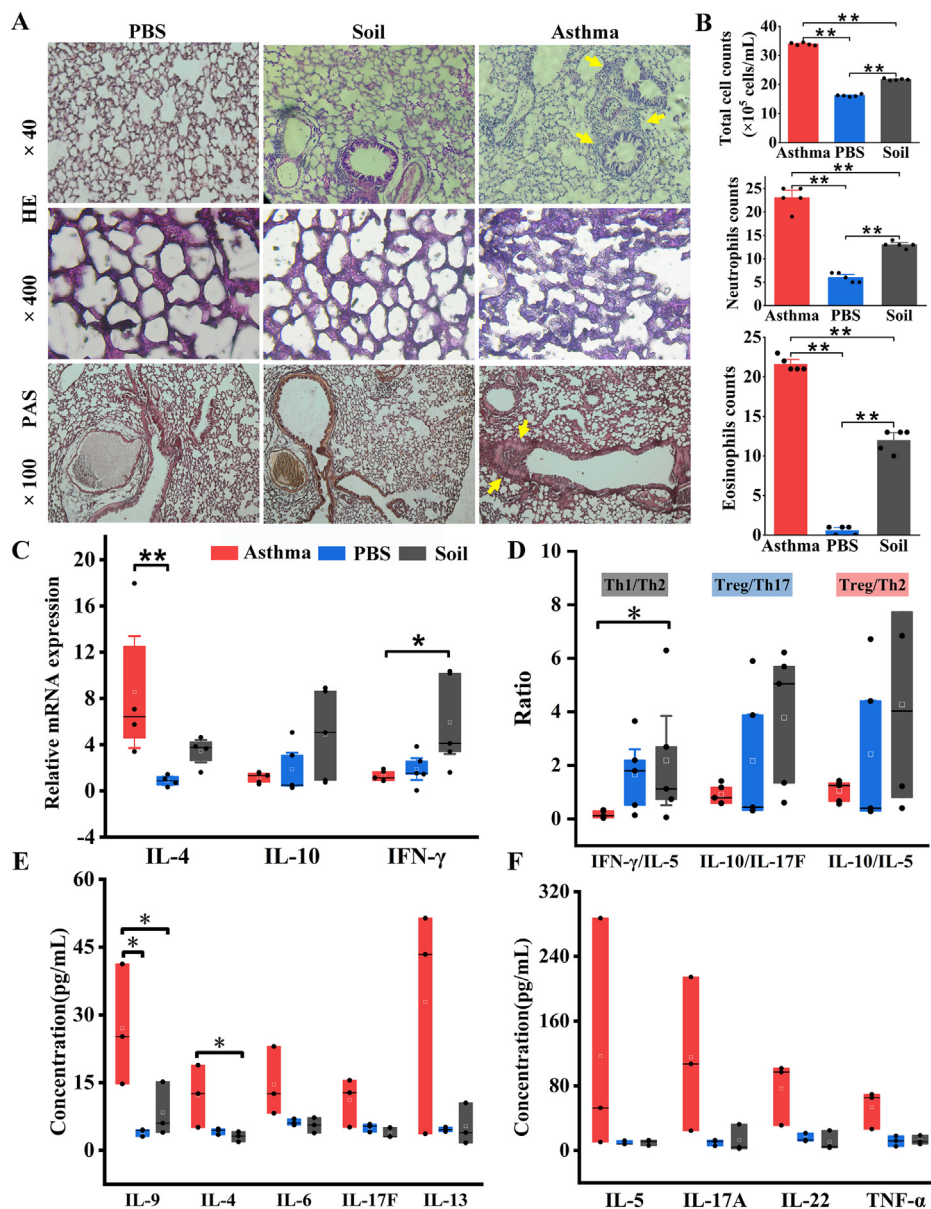 A
PBS
Soil
Asthma
× 40
HE
× 400
PAS
× 100
B
Total cell counts
(×10⁵ cells/mL)
40
30
20
10
0
**
**
**
Asthma PBS Soil
Neutrophils counts
25
20
15
10
5
0
**
**
**
Asthma PBS Soil
Eosinophils counts
25
20
15
10
5
0
**
**
**
Asthma PBS Soil
C
Relative mRNA expression
20
16
12
8
4
0
-4
Asthma PBS Soil
**
*
IL-4 IL-10 IFN-γ
D
Ratio
8
6
4
2
0
Th1/Th2 Treg/Th17 Treg/Th2
*
IFN-γ/IL-5 IL-10/IL-17F IL-10/IL-5
E
Concentration(pg/mL)
60
45
30
15
0
*
*
*
IL-9 IL-4 IL-6 IL-17F IL-13
F
Concentration(pg/mL)
320
240
160
80
0
IL-5 IL-17A IL-22 TNF-α